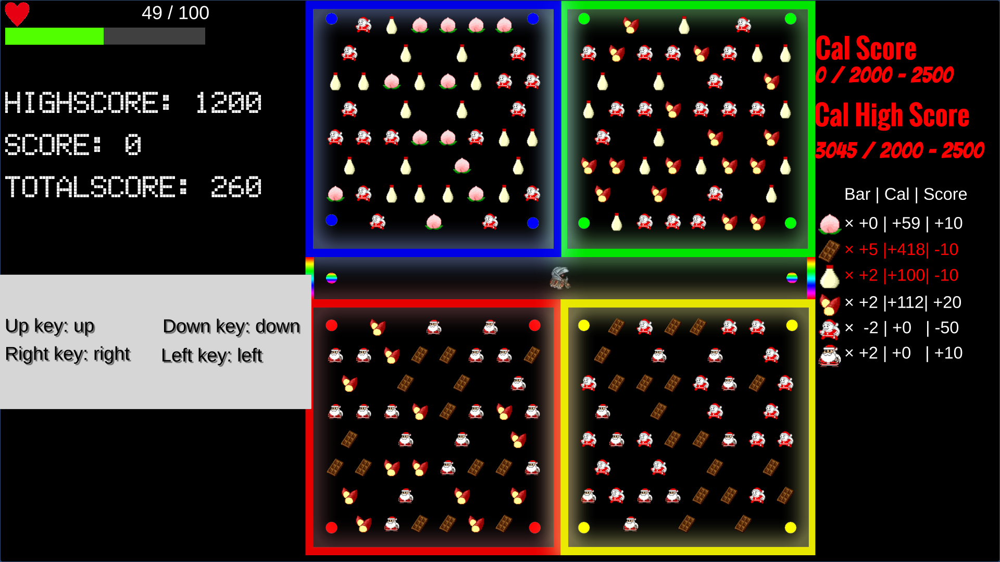 49 / 100
HIGHSCORE: 1200
SCORE: 0
TOTALSCORE: 260
Up key: up
Down key: down
Right key: right
Left key: left
Cal Score
0 / 2000 - 2500
Cal High Score
3045 / 2000 - 2500
Bar | Cal | Score
× +0 | +59 | +10
× +5 |+418| -10
× +2 |+100| -10
× +2 |+112| +20
× -2 | +0 | -50
× +2 | +0 | +10